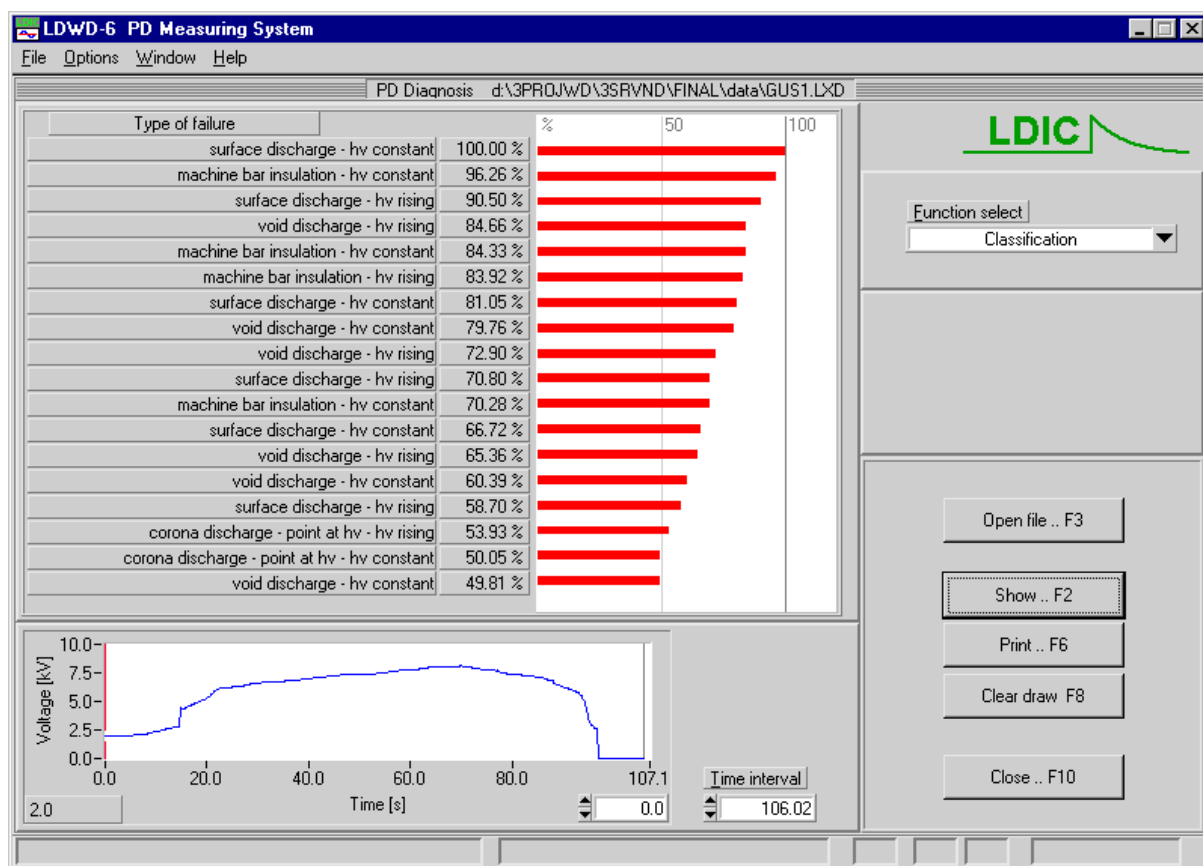 LDIC
LDWD-6 PD Measuring System
File Options Window Help
PD Diagnosis d:\3PROJWD\3SRVND\FINAL\data\GUS1.LXD
Type of failure
% 50 100
surface discharge - hv constant 100.00 %
machine bar insulation - hv constant 96.26 %
surface discharge - hv rising 90.50 %
void discharge - hv rising 84.66 %
machine bar insulation - hv constant 84.33 %
machine bar insulation - hv rising 83.92 %
surface discharge - hv constant 81.05 %
void discharge - hv constant 79.76 %
void discharge - hv rising 72.90 %
surface discharge - hv rising 70.80 %
machine bar insulation - hv constant 70.28 %
surface discharge - hv constant 66.72 %
void discharge - hv rising 65.36 %
void discharge - hv constant 60.39 %
surface discharge - hv rising 58.70 %
corona discharge - point at hv - hv rising 53.93 %
corona discharge - point at hv - hv constant 50.05 %
void discharge - hv constant 49.81 %
LDIC
Function select
Classification
Open file .. F3
Show .. F2
Print .. F6
Clear draw F8
Close .. F10
Voltage [kV]
10.0
7.5
5.0
2.5
0.0
0.0 20.0 40.0 60.0 80.0 107.1
Time [s]
2.0
0.0
Time interval
106.02